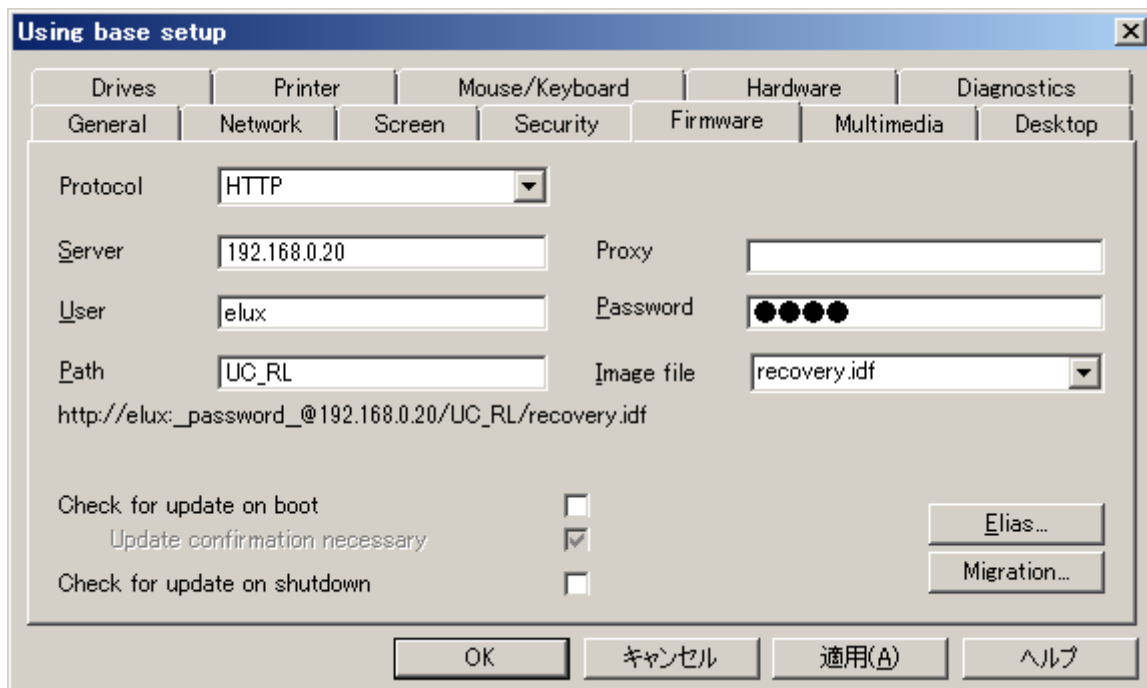 Using base setup
Drives Printer Mouse/Keyboard Hardware Diagnostics
General Network Screen Security Firmware Multimedia Desktop
Protocol HTTP
Server 192.168.0.20 Proxy
User elux Password ●●●●
Path UC_RL Image file recovery.idf
http://elux:_password_@192.168.0.20/UC_RL/recovery.idf
Check for update on boot
Update confirmation necessary
Elias...
Check for update on shutdown
Migration...
OK キャンセル 適用(A) ヘルプ